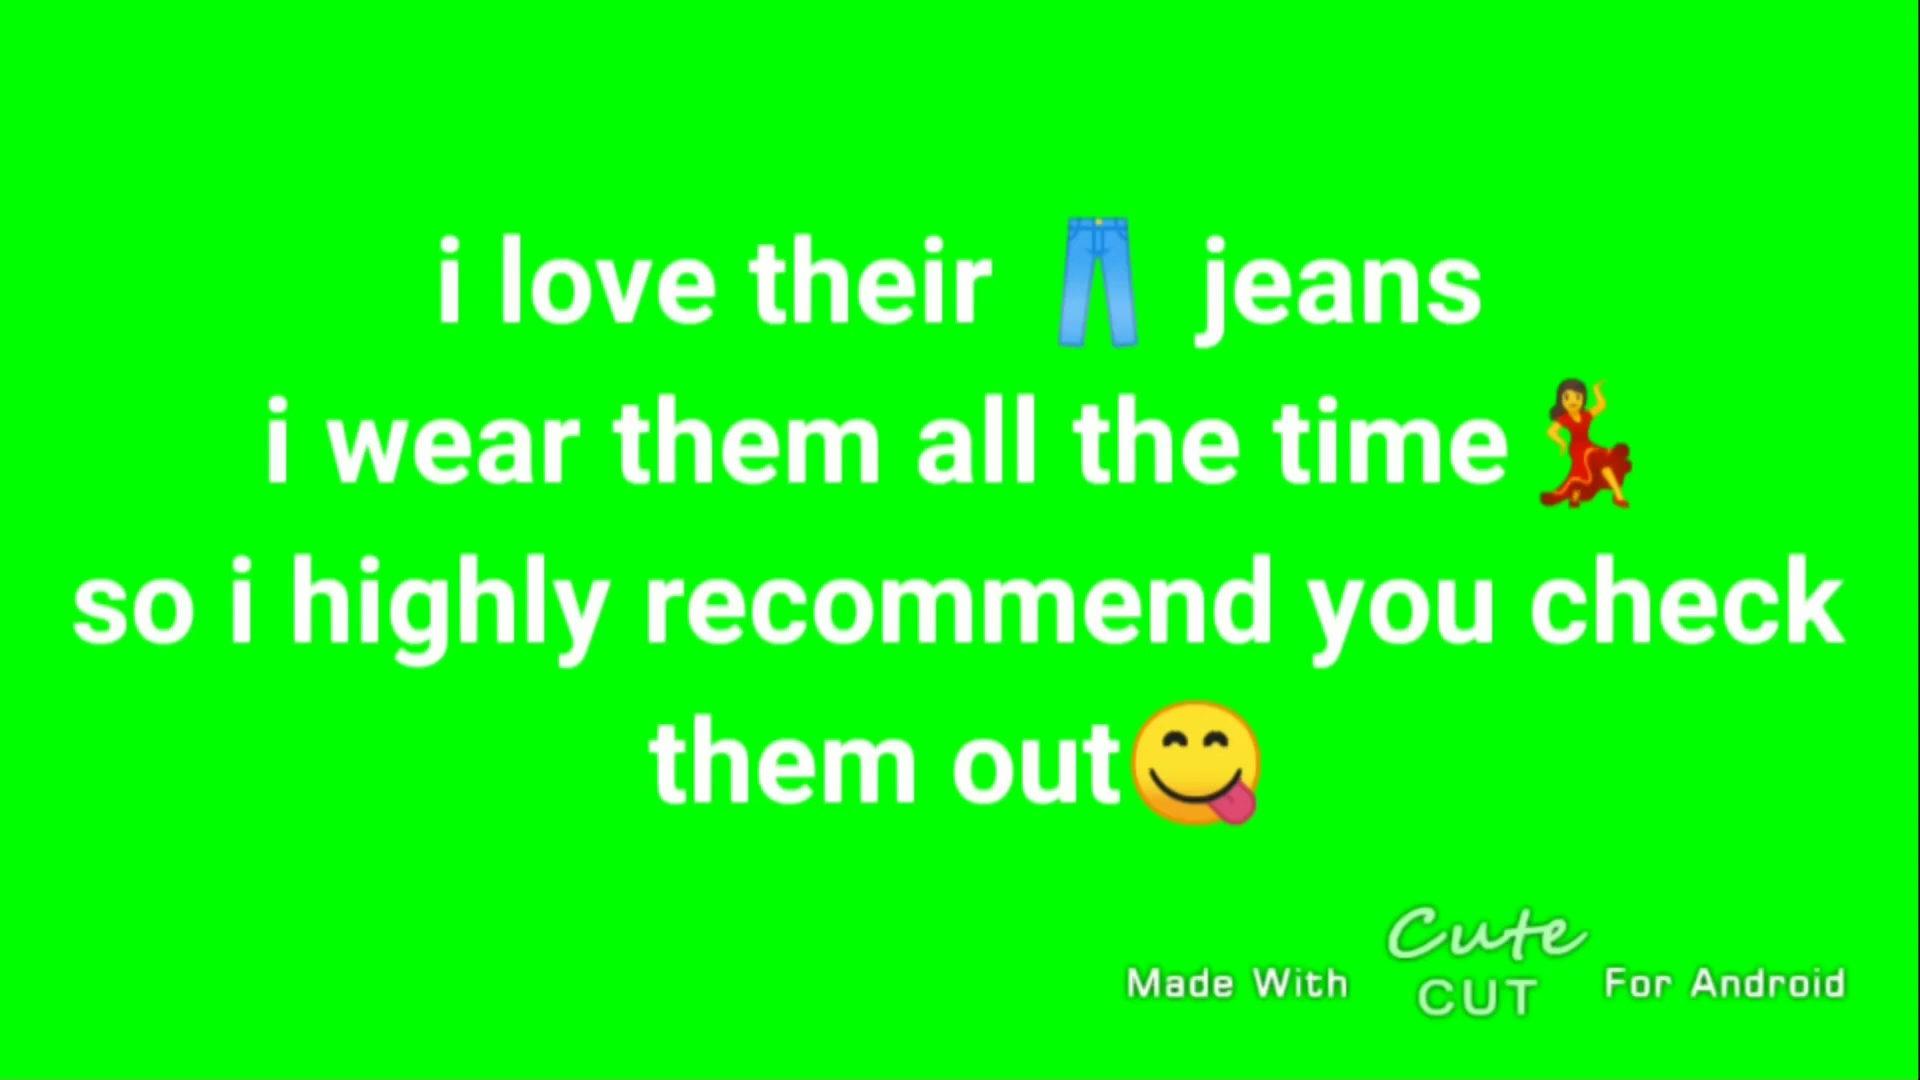 i love their 👖 jeans
i wear them all the time💃
so i highly recommend you check
them out😋
Made With Cute CUT For Android